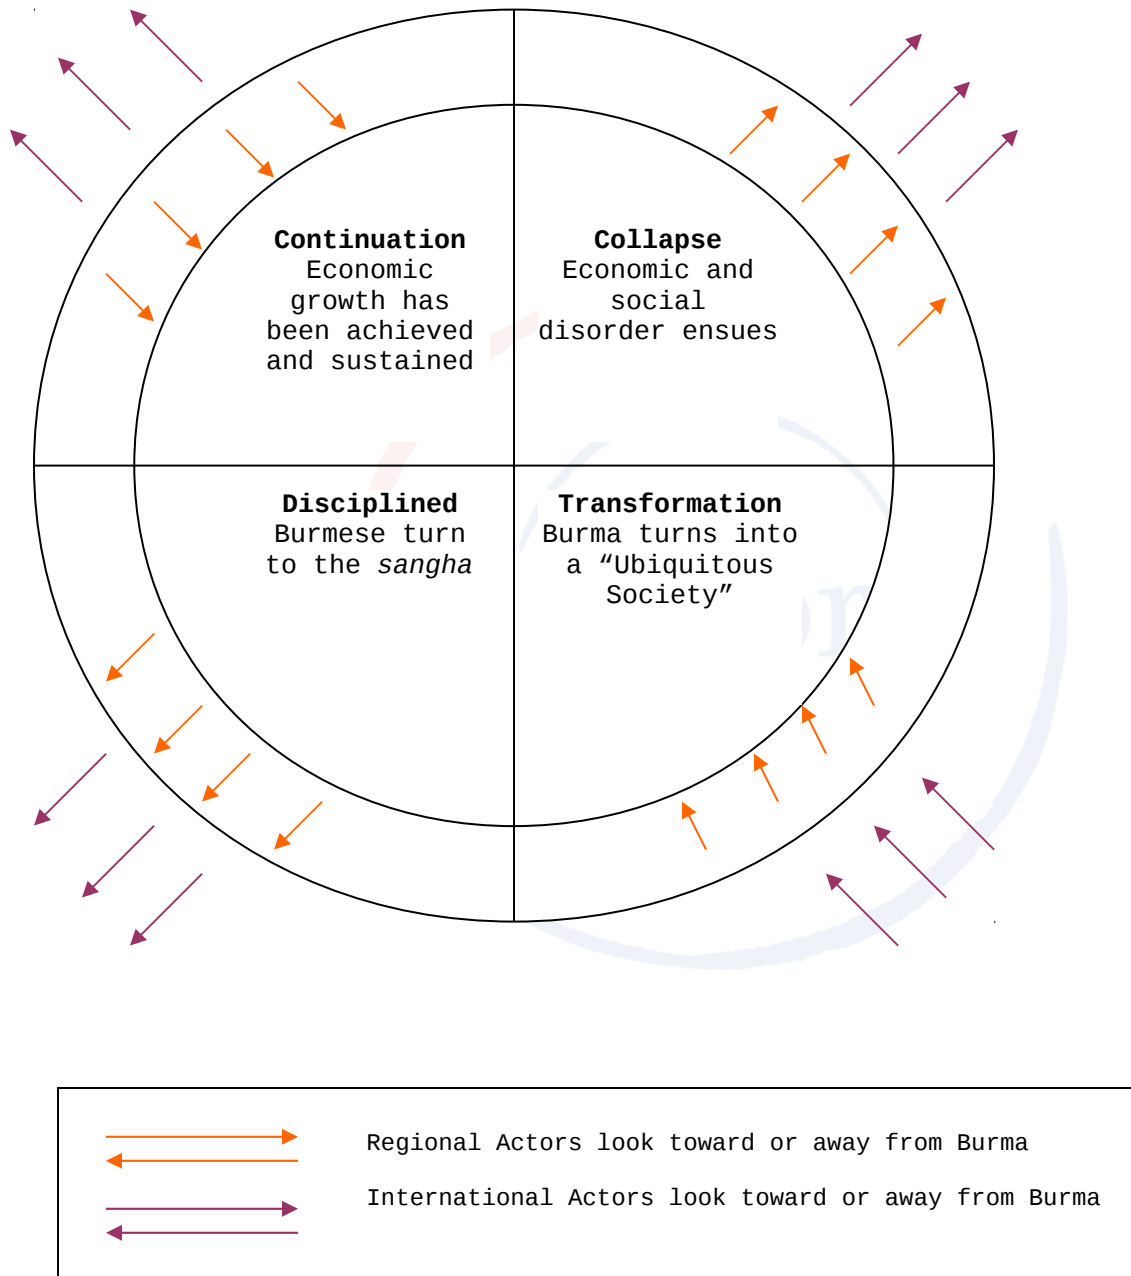 Continuation
Economic
growth has
been achieved
and sustained
Collapse
Economic and
social
disorder ensues
Disciplined
Burmese turn
to the sangha
Transformation
Burma turns into
a “Ubiquitous
Society”
Regional Actors look toward or away from Burma
International Actors look toward or away from Burma